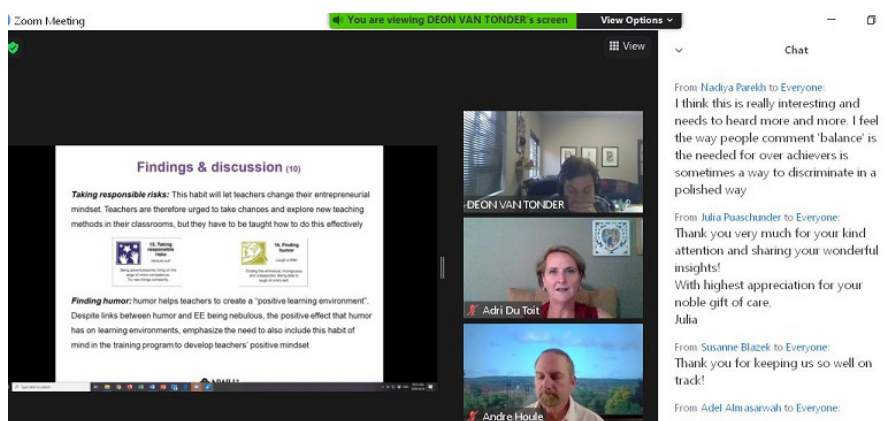 Zoom Meeting
You are viewing DEON VAN TONDER's screen
View Options
View
Chat
Findings & discussion (10)
Taking responsible risks: This habit will let teachers change their entrepreneurial
mindset. Teachers are therefore urged to take chances and explore new teaching
methods in their classrooms, but they have to be taught how to do this effectively
13. Taking
responsible
risks
14. Finding
humor
Finding humor: humor helps teachers to create a "positive learning environment".
Despite links between humor and EE being nebulous, the positive effect that humor
has on learning environments, emphasize the need to also include this habit of
mind in the training program to develop teachers' positive mindset
DEON VAN TONDER
Adri Du Toit
Andre Houle
From Nadiya Parekh to Everyone:
I think this is really interesting and
needs to heard more and more. I feel
the way people comment 'balance' is
the needed for over achievers is
sometimes a way to discriminate in a
polished way
From Julia Puaschunder to Everyone:
Thank you very much for your kind
attention and sharing your wonderful
insights!
With highest appreciation for your
noble gift of care,
Julia
From Susanne Blazek to Everyone:
Thank you for keeping us so well on
track!
From Adel Almasarwah to Everyone: